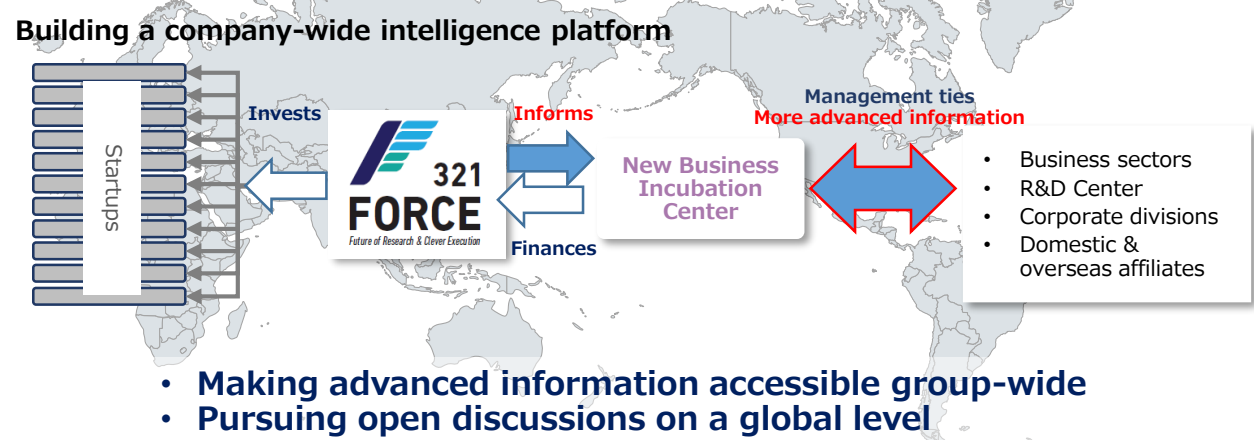 Building a company-wide intelligence platform
Startups
Invests
321
FORCE
Future of Research & Clever Execution
Informs
Finances
New Business
Incubation
Center
Management ties
More advanced information
• Business sectors
• R&D Center
• Corporate divisions
• Domestic &
overseas affiliates
• Making advanced information accessible group-wide
• Pursuing open discussions on a global level